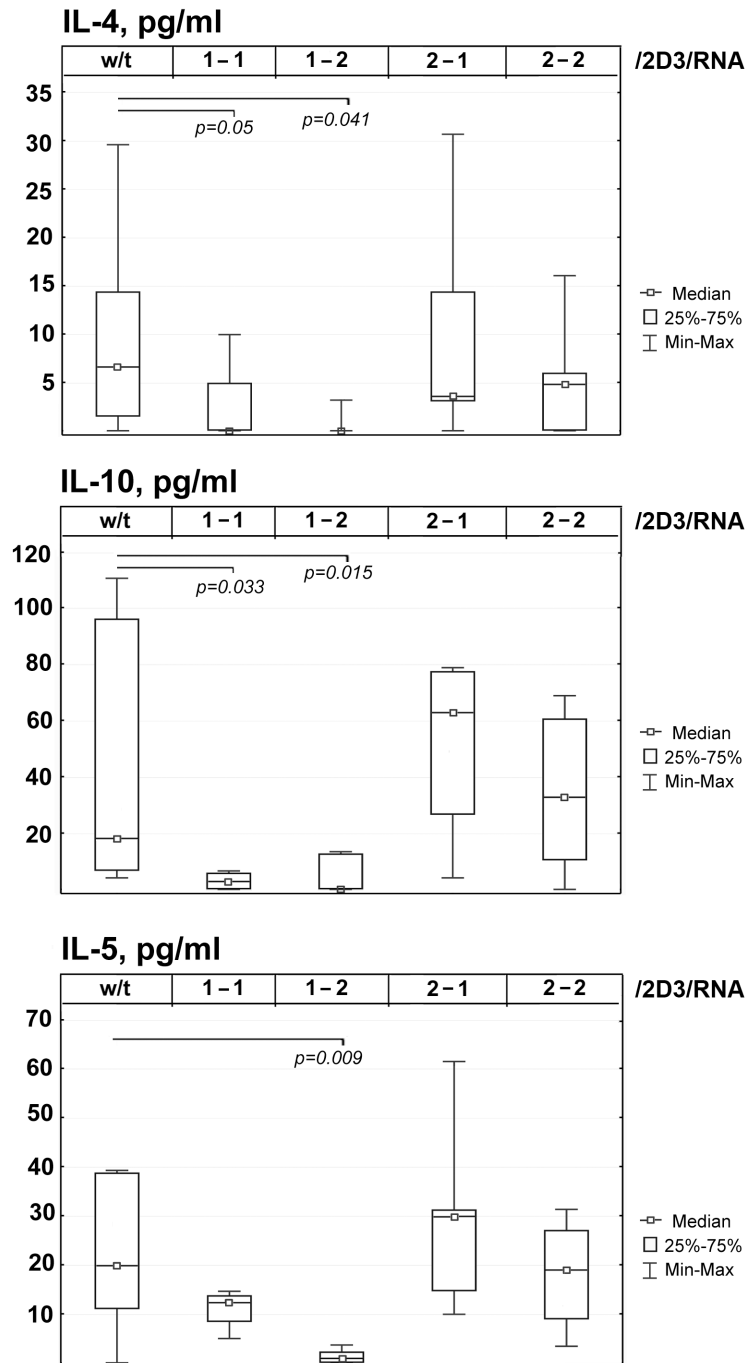 IL-4, pg/ml
w/t 1–1 1–2 2–1 2–2 /2D3/RNA
35
p=0.05 p=0.041
30
25
20
15
Median
10
25%-75%
Min-Max
5
IL-10, pg/ml
w/t 1–1 1–2 2–1 2–2 /2D3/RNA
120
p=0.033 p=0.015
100
80
60
Median
25%-75%
40
Min-Max
20
IL-5, pg/ml
w/t 1–1 1–2 2–1 2–2 /2D3/RNA
70
p=0.009
60
50
40
30
Median
25%-75%
20
Min-Max
10